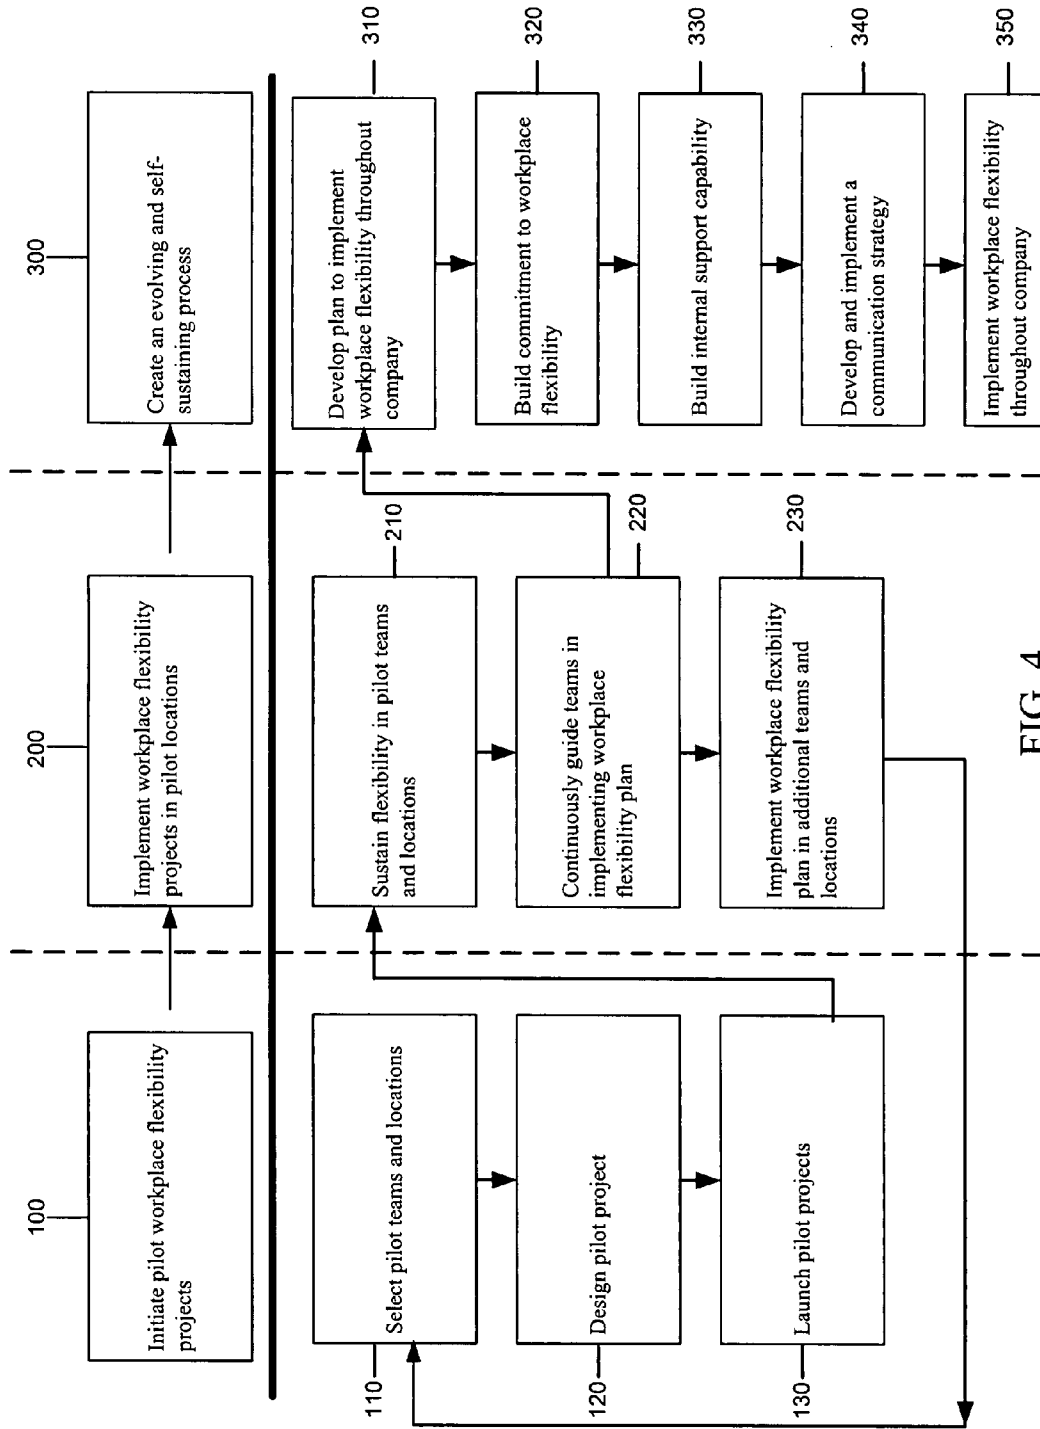 100
200
300
Initiate pilot workplace flexibility
projects
Implement workplace flexibility
projects in pilot locations
Create an evolving and self-
sustaining process
110
Select pilot teams and locations
120
Design pilot project
130
Launch pilot projects
210
Sustain flexibility in pilot teams
and locations
220
Continuously guide teams in
implementing workplace
flexibility plan
230
Implement workplace flexibility
plan in additional teams and
locations
310
Develop plan to implement
workplace flexibility throughout
company
320
Build commitment to workplace
flexibility
330
Build internal support capability
340
Develop and implement a
communication strategy
350
Implement workplace flexibility
throughout company
FIG 4